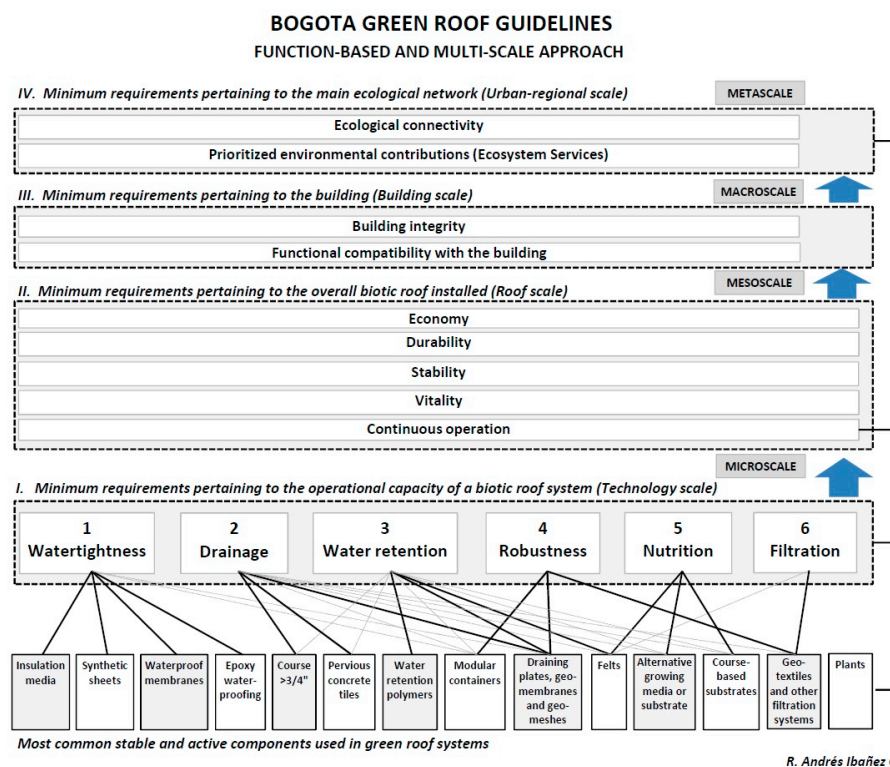 BOGOTA GREEN ROOF GUIDELINES
FUNCTION-BASED AND MULTI-SCALE APPROACH
IV. Minimum requirements pertaining to the main ecological network (Urban-regional scale)
METASCALE
Ecological connectivity
Prioritized environmental contributions (Ecosystem Services)
III. Minimum requirements pertaining to the building (Building scale)
MACROSCALE
Building integrity
Functional compatibility with the building
II. Minimum requirements pertaining to the overall biotic roof installed (Roof scale)
MESOSCALE
Economy
Durability
Stability
Vitality
Continuous operation
MICROSCALE
I. Minimum requirements pertaining to the operational capacity of a biotic roof system (Technology scale)
1
Watertightness
2
Drainage
3
Water retention
4
Robustness
5
Nutrition
6
Filtration
Insulation
media
Synthetic
sheets
Waterproof
membranes
Epoxy
water-
proofing
Course
>3/4"
Pervious
concrete
tiles
Water
retention
polymers
Modular
containers
Draining
plates, geo-
membranes
and geo-
meshes
Felts
Alternative
growing
media or
substrate
Course-
based
substrates
Geo-
textiles
and other
filtration
systems
Plants
Most common stable and active components used in green roof systems
R. Andrés Ibañez